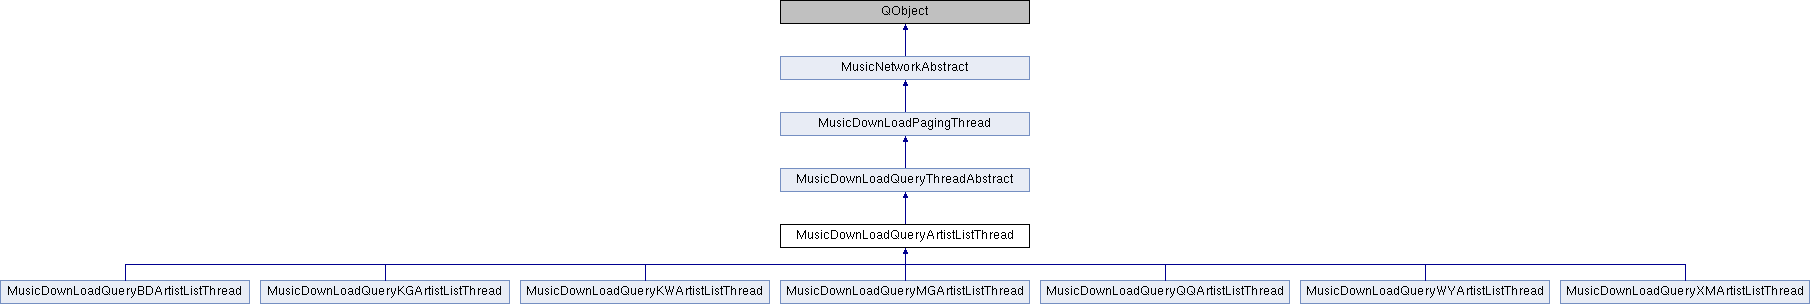 QObject
MusicNetworkAbstract
MusicDownLoadPagingThread
MusicDownLoadQueryThreadAbstract
MusicDownLoadQueryArtistListThread
MusicDownLoadQueryBDArtistListThread
MusicDownLoadQueryKGArtistListThread
MusicDownLoadQueryKWArtistListThread
MusicDownLoadQueryMGArtistListThread
MusicDownLoadQueryQQArtistListThread
MusicDownLoadQueryWYArtistListThread
MusicDownLoadQueryXMArtistListThread